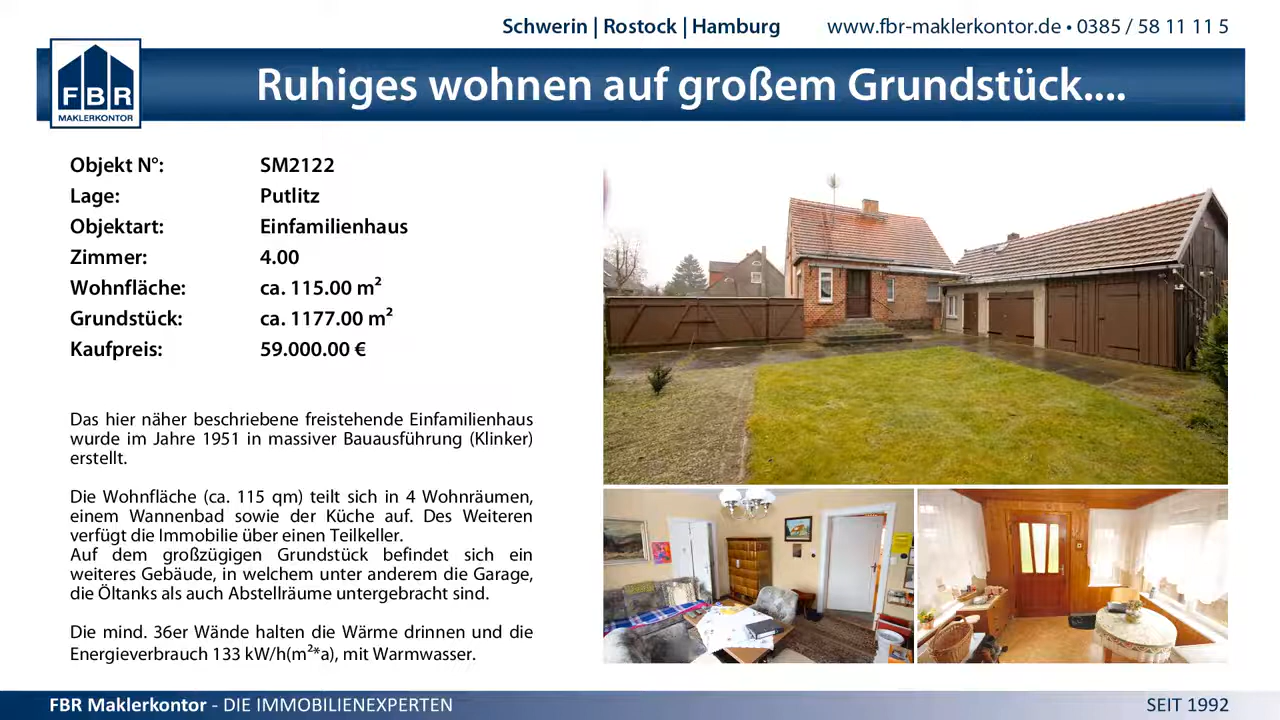 Schwerin | Rostock | Hamburg www.fbr-maklerkontor.de • 0385 / 58 11 11 5
FBR
MAKLERKONTOR
Ruhiges wohnen auf großem Grundstück....
Objekt N°: SM2122
Lage: Putlitz
Objektart: Einfamilienhaus
Zimmer: 4.00
Wohnfläche: ca. 115.00 m²
Grundstück: ca. 1177.00 m²
Kaufpreis: 59.000.00 €
Das hier näher beschriebene freistehende Einfamilienhaus
wurde im Jahre 1951 in massiver Bauausführung (Klinker)
erstellt.
Die Wohnfläche (ca. 115 qm) teilt sich in 4 Wohnräumen,
einem Wannenbad sowie der Küche auf. Des Weiteren
verfügt die Immobilie über einen Teilkeller.
Auf dem großzügigen Grundstück befindet sich ein
weiteres Gebäude, in welchem unter anderem die Garage,
die Öltanks als auch Abstellräume untergebracht sind.
Die mind. 36er Wände halten die Wärme drinnen und die
Energieverbrauch 133 kW/h(m²*a), mit Warmwasser.
FBR Maklerkontor - DIE IMMOBILIENEXPERTEN SEIT 1992